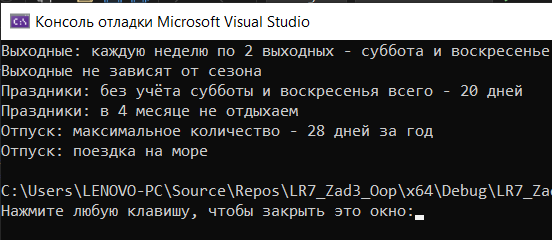 Консоль отладки Microsoft Visual Studio
Выходные: каждую неделю по 2 выходных - суббота и воскресенье
Выходные не зависят от сезона
Праздники: без учёта субботы и воскресенья всего - 20 дней
Праздники: в 4 месяце не отдыхаем
Отпуск: максимальное количество - 28 дней за год
Отпуск: поездка на море
C:\Users\LENOVO-PC\Source\Repos\LR7_Zad3_Oop\x64\Debug\LR7_Za
Нажмите любую клавишу, чтобы закрыть это окно: